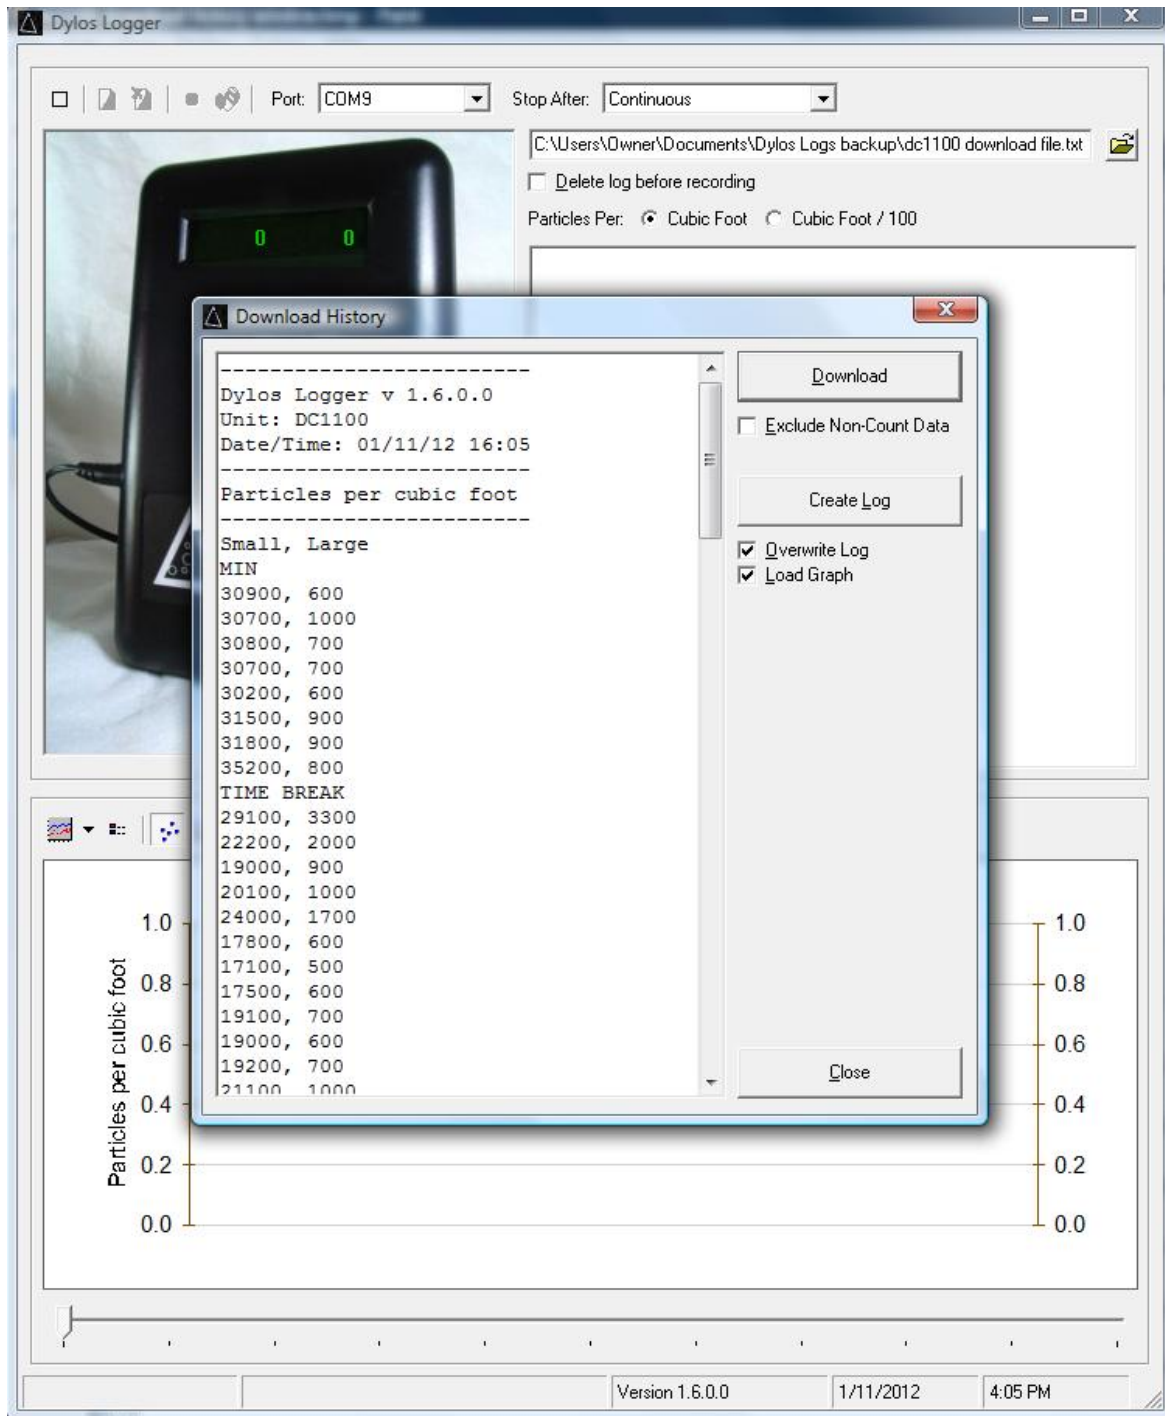 Dylos Logger
Port: COM9 Stop After: Continuous
C:\Users\Owner\Documents\Dylos Logs backup\dc1100 download file.txt
Delete log before recording
Particles Per: Cubic Foot Cubic Foot / 100
0 0
Download History
-------------------------
Dylos Logger v 1.6.0.0
Unit: DC1100
Date/Time: 01/11/12 16:05
-------------------------
Particles per cubic foot
-------------------------
Small, Large
MIN
30900, 600
30700, 1000
30800, 700
30700, 700
30200, 600
31500, 900
31800, 900
35200, 800
TIME BREAK
29100, 3300
22200, 2000
19000, 900
20100, 1000
24000, 1700
17800, 600
17100, 500
17500, 600
19100, 700
19000, 600
19200, 700
21100, 1000
Download
Exclude Non-Count Data
Create Log
Overwrite Log
Load Graph
Close
Particles per cubic foot
1.0 1.0
0.8 0.8
0.6 0.6
0.4 0.4
0.2 0.2
0.0 0.0
Version 1.6.0.0 1/11/2012 4:05 PM